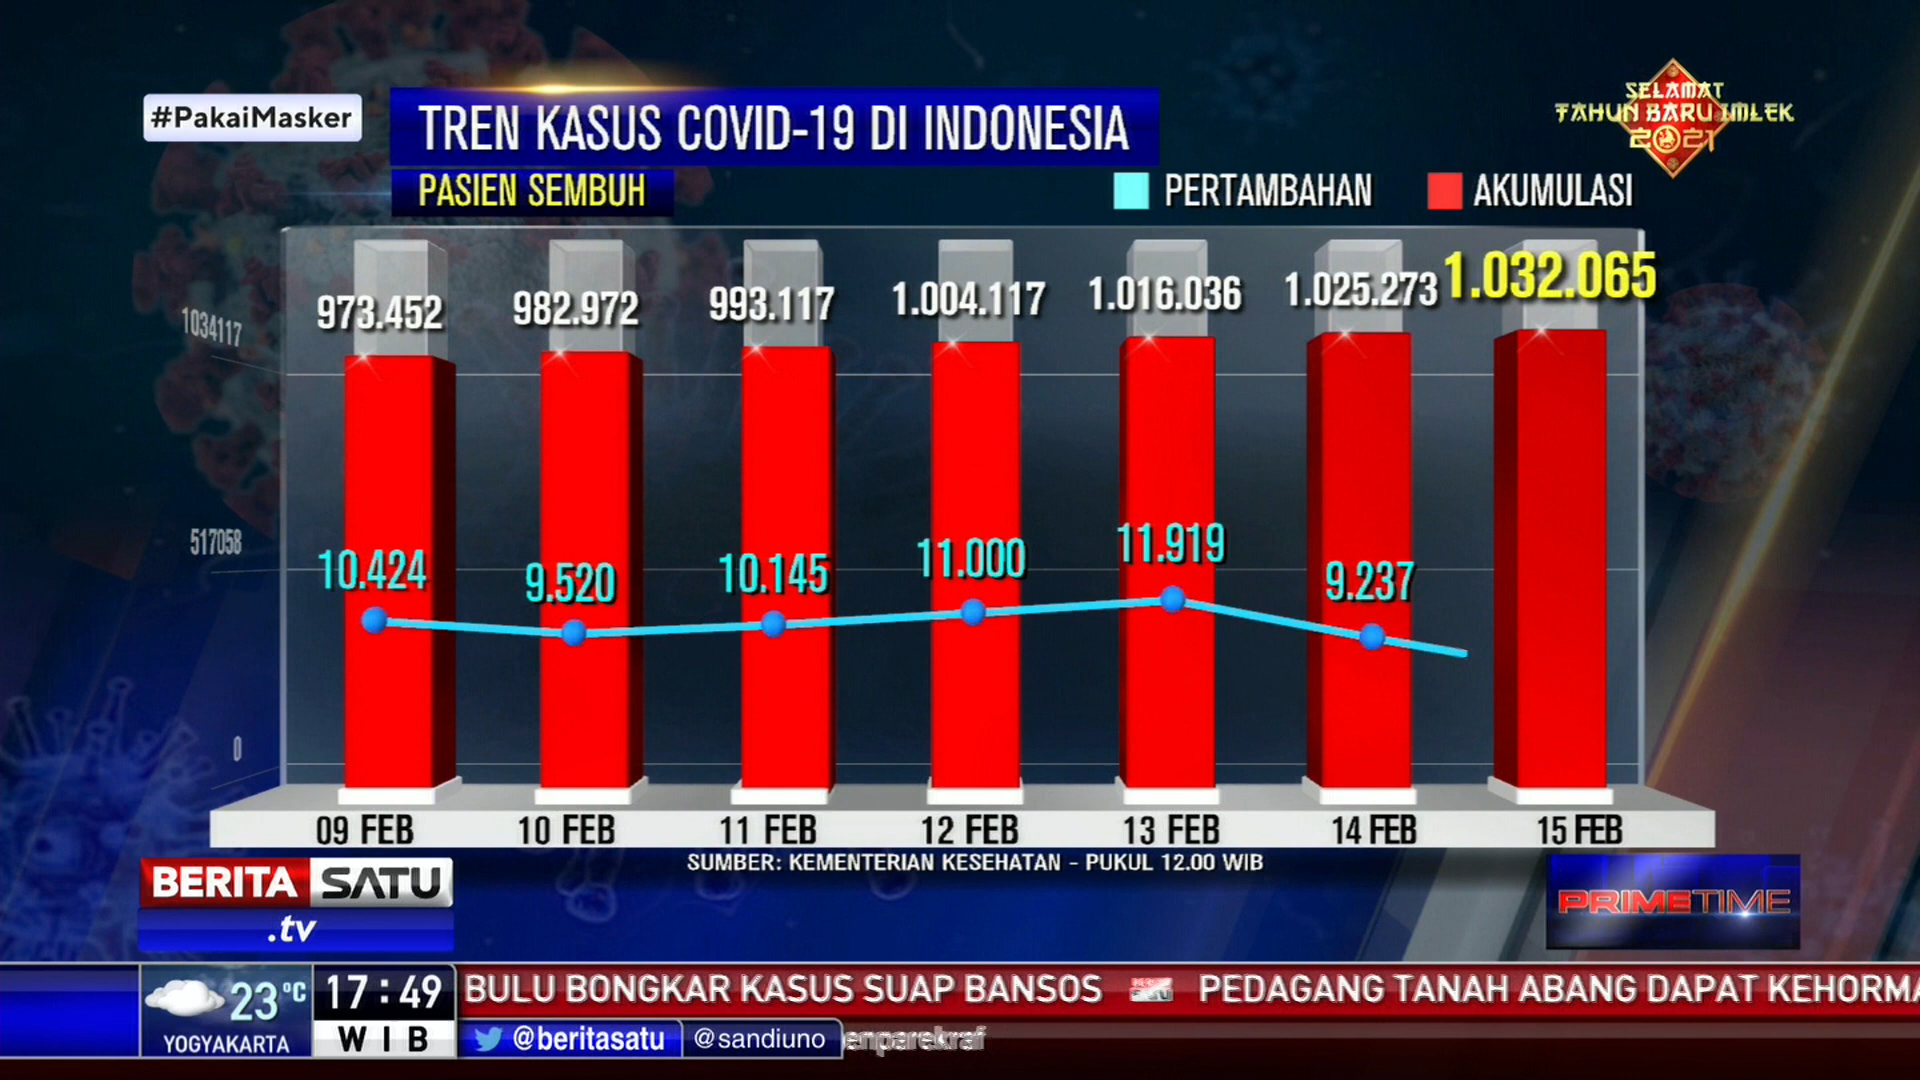 #PakaiMasker
TREN KASUS COVID-19 DI INDONESIA
SELAMAT
TAHUN BARU IMLEK
2021
PASIEN SEMBUH
PERTAMBAHAN
AKUMULASI
973.452
982.972
993.117
1.004.117
1.016.036
1.025.273
1.032.065
1034117
517058
0
10.424
9.520
10.145
11.000
11.919
9.237
09 FEB
10 FEB
11 FEB
12 FEB
13 FEB
14 FEB
15 FEB
SUMBER: KEMENTERIAN KESEHATAN - PUKUL 12.00 WIB
BERITA SATU
.tv
PRIMETIME
23°C
YOGYAKARTA
17:49
WIB
BULU BONGKAR KASUS SUAP BANSOS
PEDAGANG TANAH ABANG DAPAT KEHORMA
@beritasatu
@sandiuno